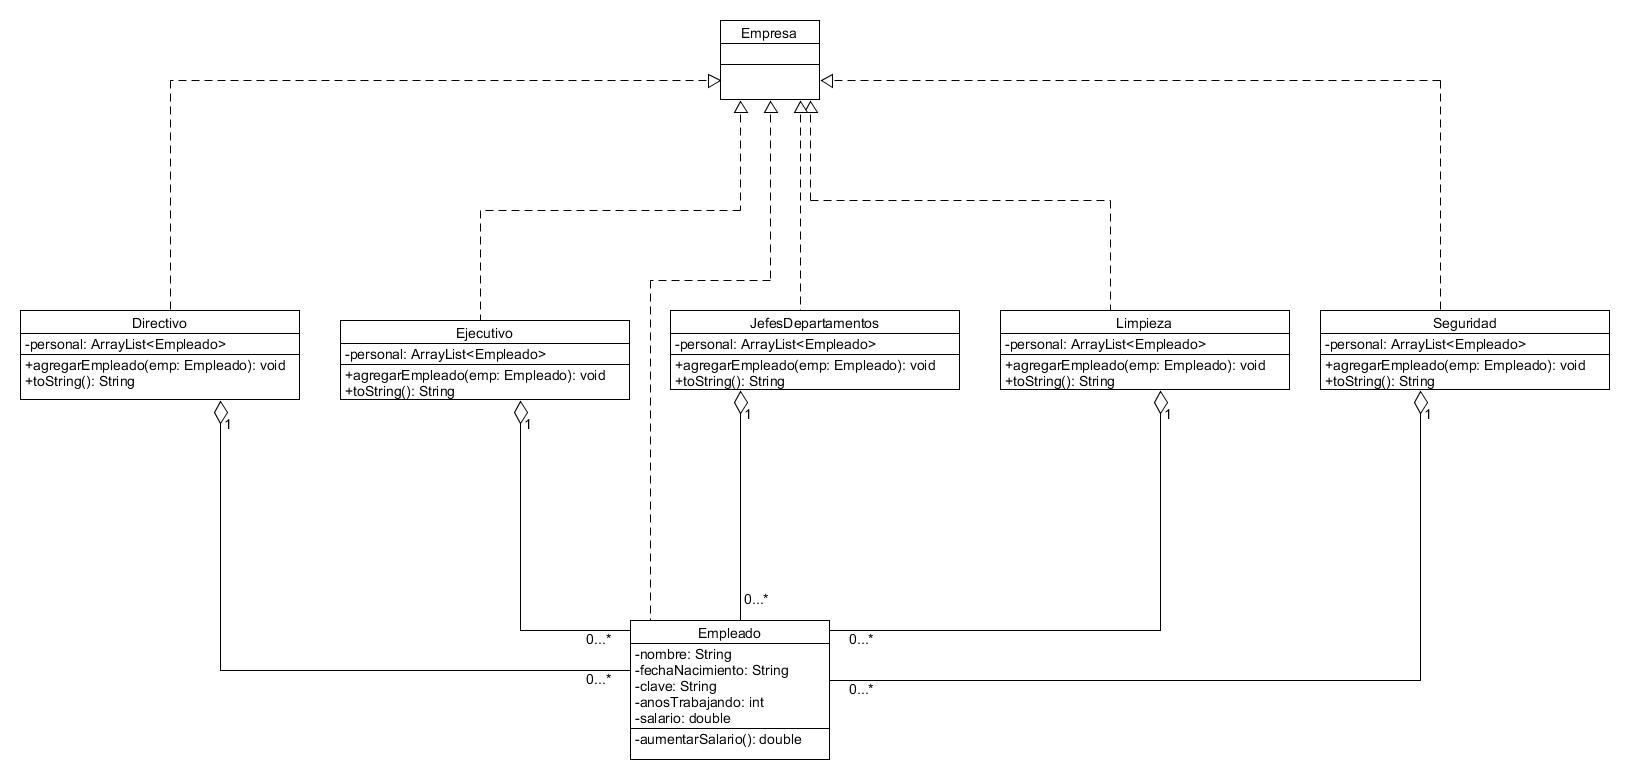 Empresa
Directivo
-personal: ArrayList<Empleado>
+agregarEmpleado(emp: Empleado): void
+toString(): String
1
Ejecutivo
-personal: ArrayList<Empleado>
+agregarEmpleado(emp: Empleado): void
+toString(): String
1
JefesDepartamentos
-personal: ArrayList<Empleado>
+agregarEmpleado(emp: Empleado): void
+toString(): String
1
Limpieza
-personal: ArrayList<Empleado>
+agregarEmpleado(emp: Empleado): void
+toString(): String
1
Seguridad
-personal: ArrayList<Empleado>
+agregarEmpleado(emp: Empleado): void
+toString(): String
1
0...*
0...*
0...*
0...*
0...*
Empleado
-nombre: String
-fechaNacimiento: String
-clave: String
-anosTrabajando: int
-salario: double
-aumentarSalario(): double